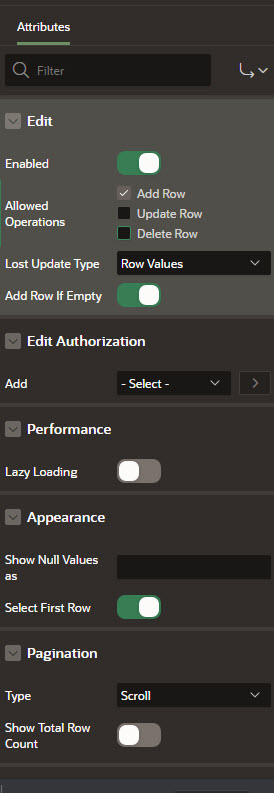 Attributes
Filter
Edit
Enabled
Allowed
Operations
Add Row
Update Row
Delete Row
Lost Update Type
Row Values
Add Row If Empty
Edit Authorization
Add
- Select -
Performance
Lazy Loading
Appearance
Show Null Values
as
Select First Row
Pagination
Type
Scroll
Show Total Row
Count